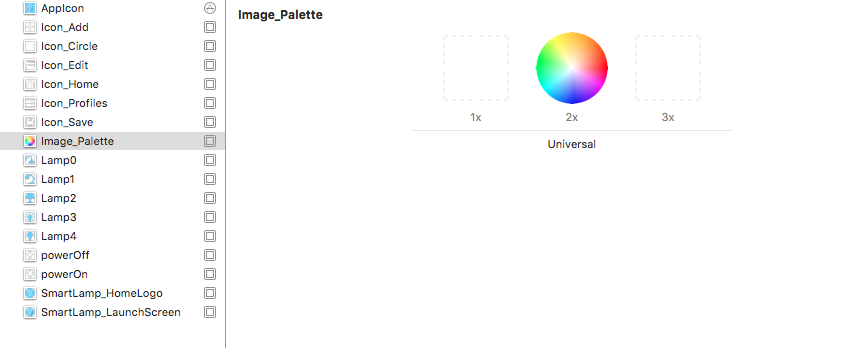 AppIcon
Icon_Add
Icon_Circle
Icon_Edit
Icon_Home
Icon_Profiles
Icon_Save
Image_Palette
Lamp0
Lamp1
Lamp2
Lamp3
Lamp4
powerOff
powerOn
SmartLamp_HomeLogo
SmartLamp_LaunchScreen
Image_Palette
1x 2x 3x
Universal